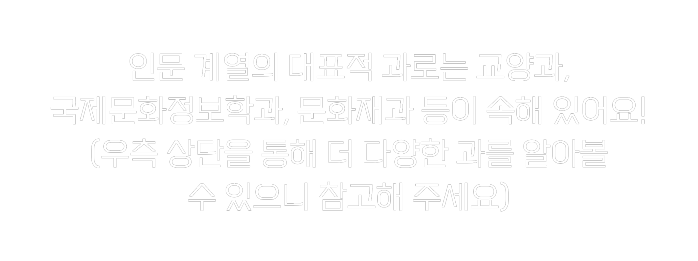 인문 계열의 대표적 과로는 교양과,
국제문화정보학과, 문화재과 등이 속해 있어요!
(우측 상단을 통해 더 다양한 과를 알아볼
수 있으니 참고해 주세요)